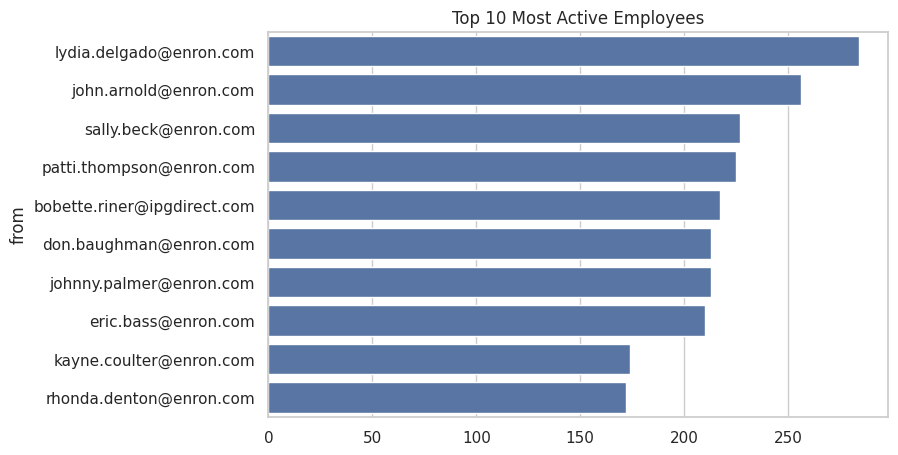 Top 10 Most Active Employees
lydia.delgado@enron.com
john.arnold@enron.com
sally.beck@enron.com
patti.thompson@enron.com
bobette.riner@ipgdirect.com
don.baughman@enron.com
johnny.palmer@enron.com
eric.bass@enron.com
kayne.coulter@enron.com
rhonda.denton@enron.com
from
0 50 100 150 200 250